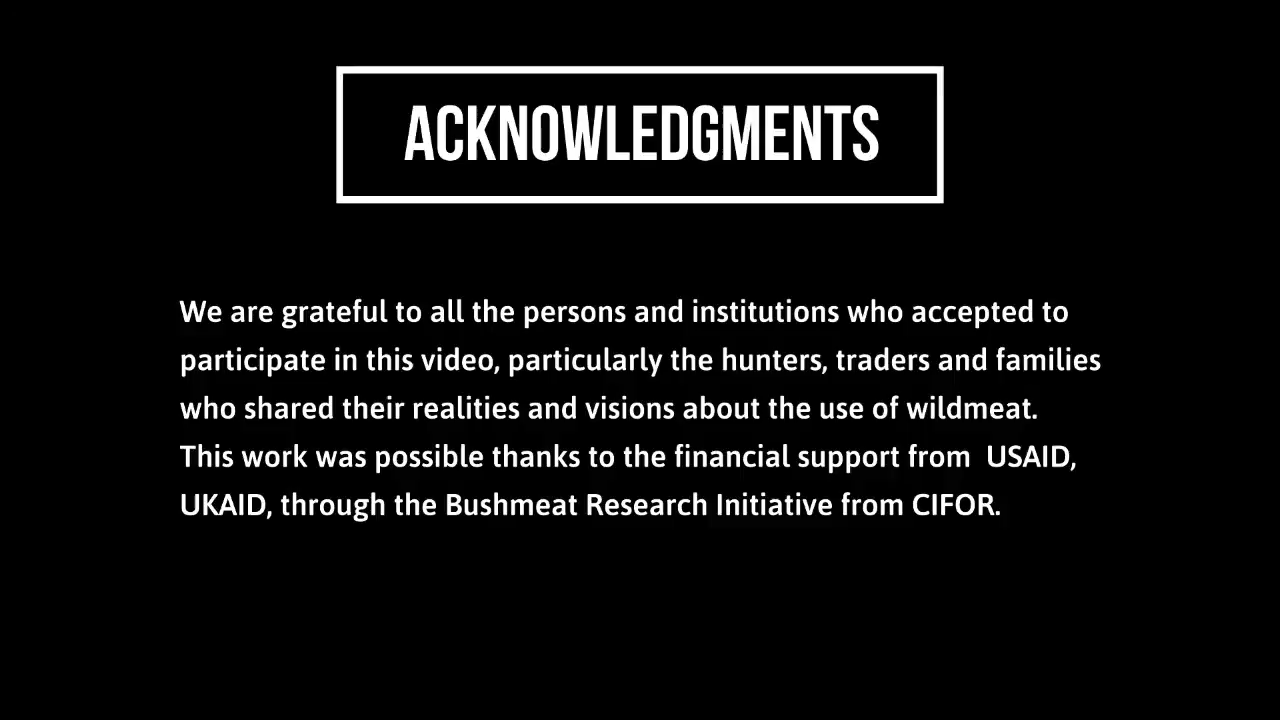 ACKNOWLEDGMENTS
We are grateful to all the persons and institutions who accepted to
participate in this video, particularly the hunters, traders and families
who shared their realities and visions about the use of wildmeat.
This work was possible thanks to the financial support from  USAID,
UKAID, through the Bushmeat Research Initiative from CIFOR.